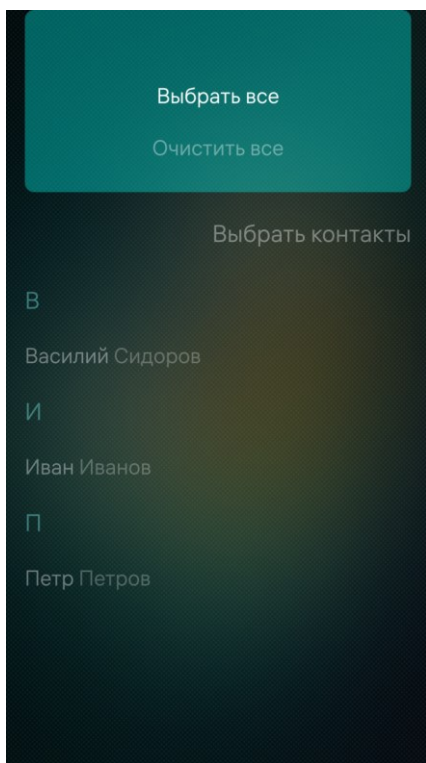 Выбрать все
Очистить все
Выбрать контакты
В
Василий Сидоров
И
Иван Иванов
П
Петр Петров